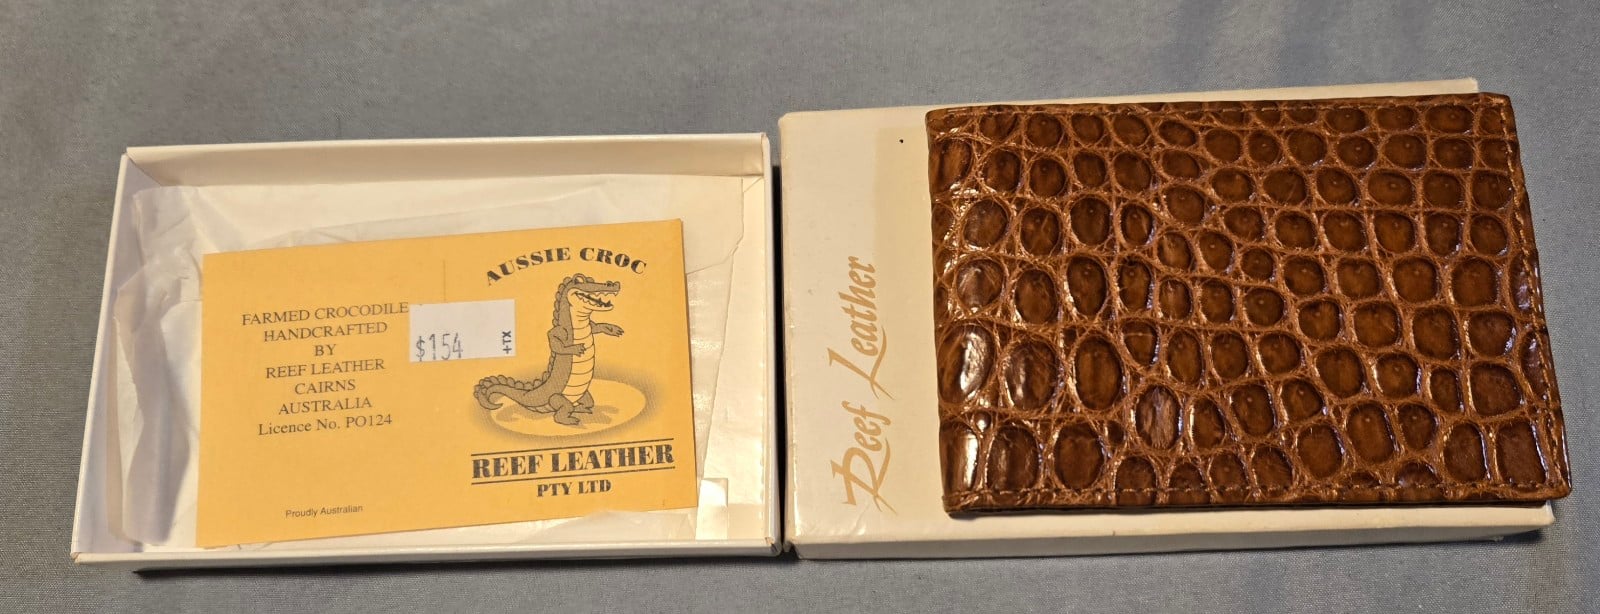 FARMED CROCODILE
HANDCRAFTED
BY
REEF LEATHER
CAIRNS
AUSTRALIA
Licence No. PO124
Proudly Australian
$154
+TX
AUSSIE CROC
REEF LEATHER
PTY LTD
Reef Leather